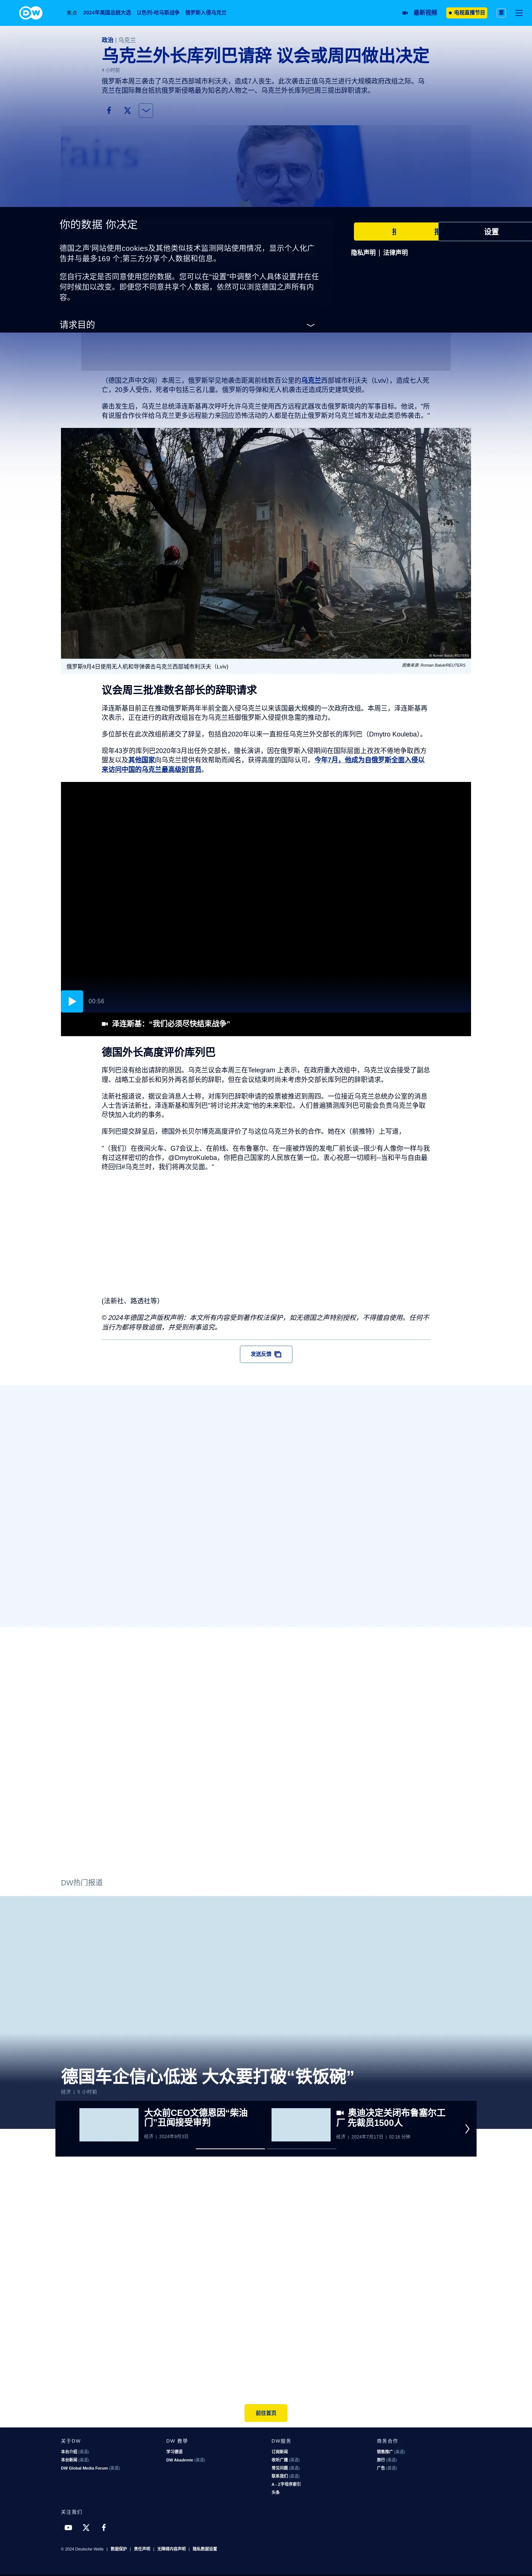 DW
焦点 2024年美国总统大选 以色列-哈马斯战争 俄罗斯入侵乌克兰
最新视频
电视直播节目
政治 | 乌克兰
乌克兰外长库列巴请辞 议会或周四做出决定
俄罗斯本周三袭击了乌克兰西部城市利沃夫，造成7人丧生。此次袭击正值乌克兰进行大规模政府改组之际。乌
克兰在国际舞台抵抗俄罗斯侵略最为知名的人物之一、乌克兰外长库列巴周三提出辞职请求。
你的数据 你决定
德国之声‘网站使用cookies及其他类似技术监测网站使用情况，显示个人化广
告并与最多169 个;第三方分享个人数据和信息。
您自行决定是否同意使用您的数据。您可以在“设置”中调整个人具体设置并在任
何时候加以改变。即便您不同意共享个人数据，依然可以浏览德国之声所有内
容。
设置
隐私声明 | 法律声明
请求目的
（德国之声中文网）本周三，俄罗斯罕见地袭击距离前线数百公里的乌克兰西部城市利沃夫（Lviv），造成七人死
亡，20多人受伤，死者中包括三名儿童。俄罗斯的导弹和无人机袭击还造成历史建筑受损。
袭击发生后，乌克兰总统泽连斯基再次呼吁允许乌克兰使用西方远程武器攻击俄罗斯境内的军事目标。他说，"所
有说服合作伙伴给乌克兰更多远程能力来回应恐怖活动的人都是在防止俄罗斯对乌克兰城市发动此类恐怖袭击。"
© Roman Baluk/REUTERS
俄罗斯9月4日使用无人机和导弹袭击乌克兰西部城市利沃夫（Lviv)
图像来源: Roman Baluk/REUTERS
议会周三批准数名部长的辞职请求
泽连斯基目前正在推动俄罗斯两年半前全面入侵乌克兰以来该国最大规模的一次政府改组。本周三，泽连斯基再
次表示，正在进行的政府改组旨在为乌克兰抵御俄罗斯入侵提供急需的推动力。
多位部长在此次改组前递交了辞呈，包括自2020年以来一直担任乌克兰外交部长的库列巴（Dmytro Kouleba）。
现年43岁的库列巴2020年3月出任外交部长，擅长演讲，因在俄罗斯入侵期间在国际层面上孜孜不倦地争取西方
盟友以及其他国家向乌克兰提供有效帮助而闻名，获得高度的国际认可。今年7月，他成为自俄罗斯全面入侵以
来访问中国的乌克兰最高级别官员。
00:56
泽连斯基：“我们必须尽快结束战争”
德国外长高度评价库列巴
库列巴没有给出请辞的原因。乌克兰议会本周三在Telegram 上表示，在政府重大改组中，乌克兰议会接受了副总
理、战略工业部长和另外两名部长的辞职，但在会议结束时尚未考虑外交部长库列巴的辞职请求。
法新社报道说，据议会消息人士称，对库列巴辞职申请的投票被推迟到周四。一位接近乌克兰总统办公室的消息
人士告诉法新社，泽连斯基和库列巴"将讨论并决定"他的未来职位。人们普遍猜测库列巴可能会负责乌克兰争取
尽快加入北约的事务。
库列巴提交辞呈后，德国外长贝尔博克高度评价了与这位乌克兰外长的合作。她在X（前推特）上写道，
"（我们）在夜间火车、G7会议上、在前线、在布鲁塞尔、在一座被炸毁的发电厂前长谈--很少有人像你一样与我
有过这样密切的合作，@DmytroKuleba，你把自己国家的人民放在第一位。衷心祝愿一切顺利--当和平与自由最
终回归#乌克兰时，我们将再次见面。"
(法新社、路透社等）
© 2024年德国之声版权声明：本文所有内容受到著作权法保护，如无德国之声特别授权，不得擅自使用。任何不
当行为都将导致追偿，并受到刑事追究。
发送反馈
DW热门报道
德国车企信心低迷 大众要打破“铁饭碗”
经济 | 5 小时前
大众前CEO文德恩因“柴油
门”丑闻接受审判
经济 | 2024年9月3日
奥迪决定关闭布鲁塞尔工
厂 先裁员1500人
经济 | 2024年7月17日 | 02:16 分钟
前往首页
关于DW
本台介绍 (英语)
本台新闻 (英语)
DW Global Media Forum (英语)
DW 教学
学习德语
DW Akademie (英语)
DW服务
订阅新闻
收听广播 (英语)
常见问题 (英语)
联系我们 (英语)
A - Z字母序索引
头条
商务合作
销售推广 (英语)
旅行 (英语)
广告 (英语)
关注我们
© 2024 Deutsche Welle | 数据保护 | 责任声明 | 无障碍内容声明 | 隐私数据设置